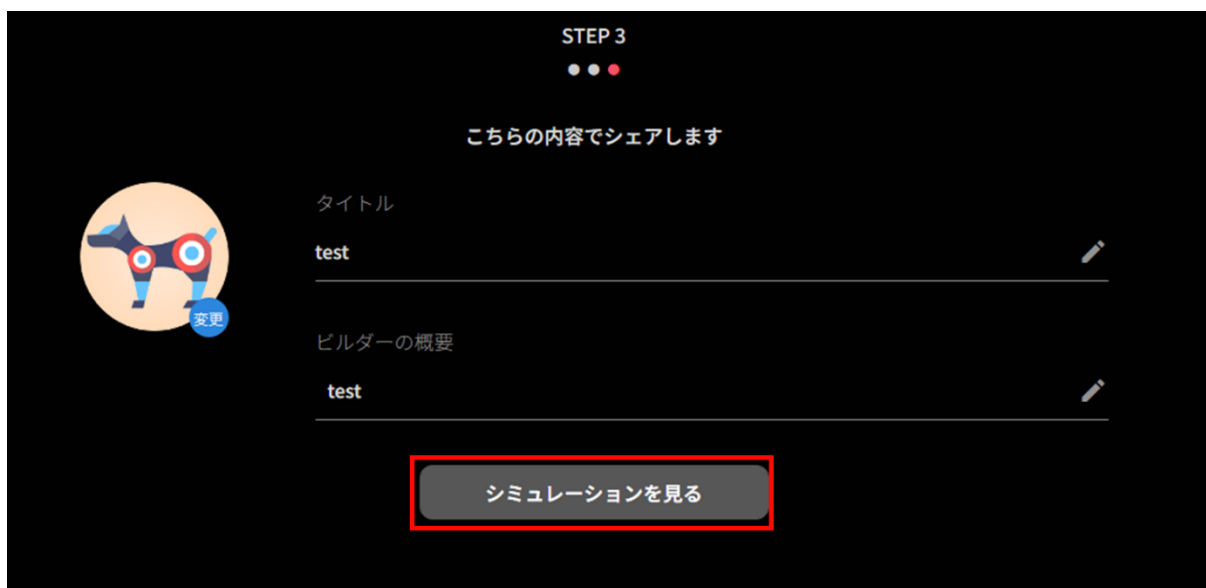 STEP 3
こちらの内容でシェアします
タイトル
test
変更
ビルダーの概要
test
シミュレーションを見る